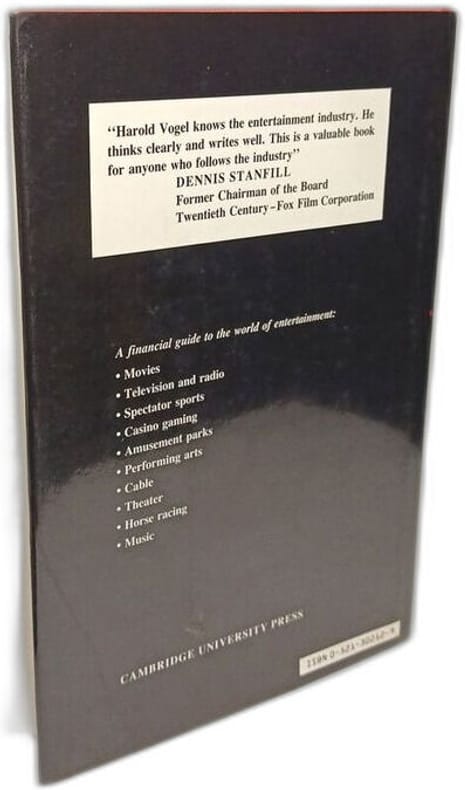 “Harold Vogel knows the entertainment industry. He
thinks clearly and writes well. This is a valuable book
for anyone who follows the industry”
DENNIS STANFILL
Former Chairman of the Board
Twentieth Century–Fox Film Corporation
A financial guide to the world of entertainment:
• Movies
• Television and radio
• Spectator sports
• Casino gaming
• Amusement parks
• Performing arts
• Cable
• Theater
• Horse racing
• Music
CAMBRIDGE UNIVERSITY PRESS
ISBN